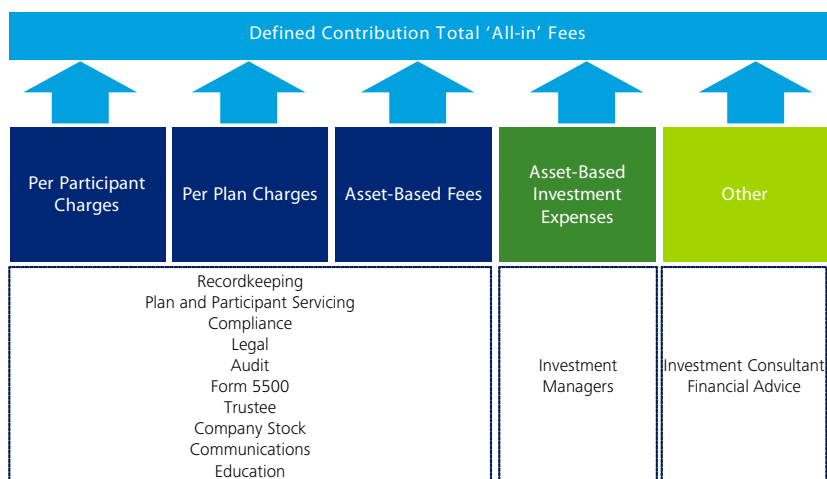 Defined Contribution Total ‘All-in’ Fees
Per Participant
Charges
Per Plan Charges
Asset-Based Fees
Asset-Based
Investment
Expenses
Other
Recordkeeping
Plan and Participant Servicing
Compliance
Legal
Audit
Form 5500
Trustee
Company Stock
Communications
Education
Investment
Managers
Investment Consultant
Financial Advice